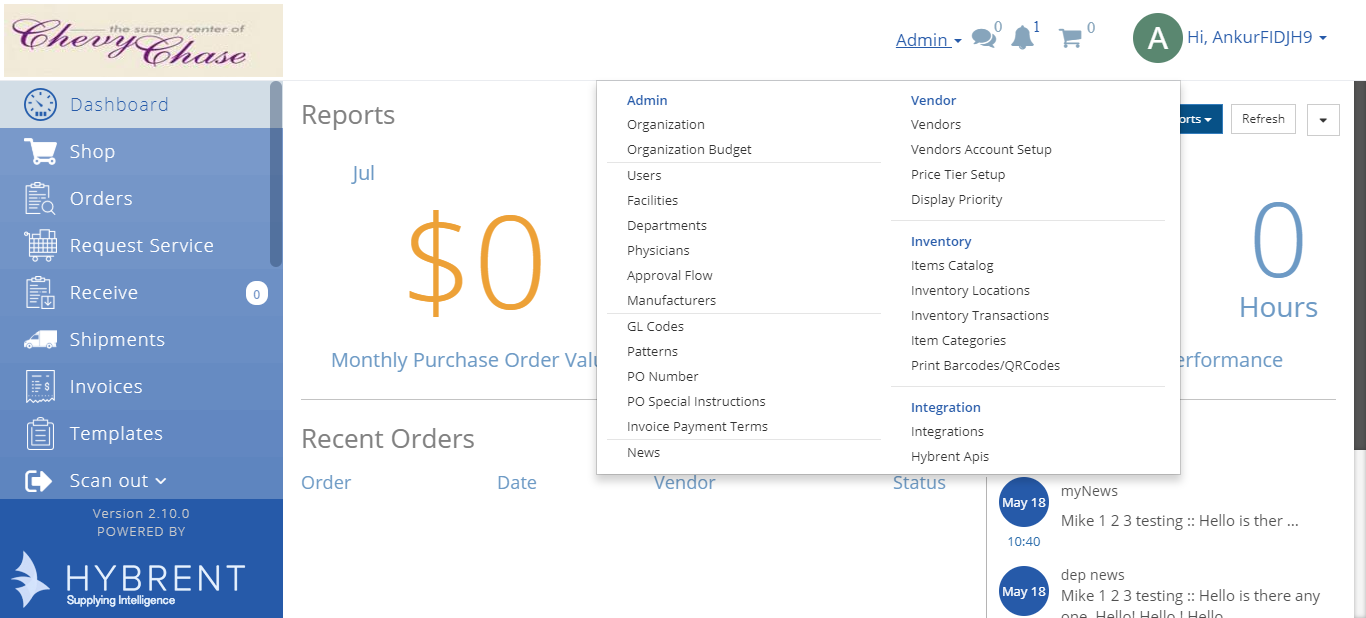 the surgery center of
Chevy Chase
Admin
0
1
0
A
Hi, AnkurFIDJH9
Dashboard
Shop
Orders
Request Service
Receive
0
Shipments
Invoices
Templates
Scan out
Version 2.10.0
POWERED BY
HYBRENT
Supplying Intelligence
Reports
Refresh
Jul
$0
Monthly Purchase Order
0
Hours
Admin
Organization
Organization Budget
Users
Facilities
Departments
Physicians
Approval Flow
Manufacturers
GL Codes
Patterns
PO Number
PO Special Instructions
Invoice Payment Terms
News
Vendor
Vendors
Vendors Account Setup
Price Tier Setup
Display Priority
Inventory
Items Catalog
Inventory Locations
Inventory Transactions
Item Categories
Print Barcodes/QRCodes
Integration
Integrations
Hybrent Apis
Recent Orders
Order Date Vendor Status
May 18
10:40
myNews
Mike 1 2 3 testing :: Hello is ther ...
May 18
dep news
Mike 1 2 3 testing :: Hello is there any
one. Hello! Hello ! Hello